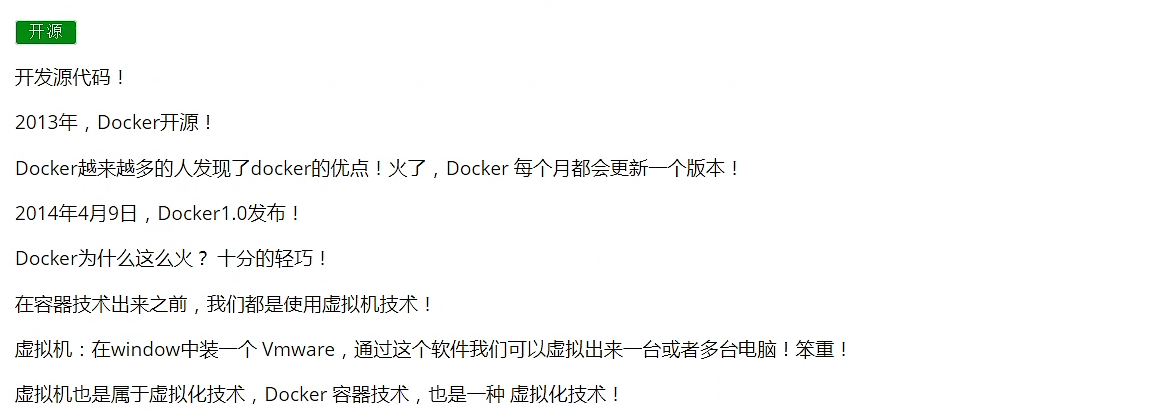 开源
开发源代码！
2013年，Docker开源！
Docker越来越多的人发现了docker的优点！火了，Docker 每个月都会更新一个版本！
2014年4月9日，Docker1.0发布！
Docker为什么这么火？ 十分的轻巧！
在容器技术出来之前，我们都是使用虚拟机技术！
虚拟机：在window中装一个 Vmware，通过这个软件我们可以虚拟出来一台或者多台电脑！笨重！
虚拟机也是属于虚拟化技术，Docker 容器技术，也是一种 虚拟化技术！